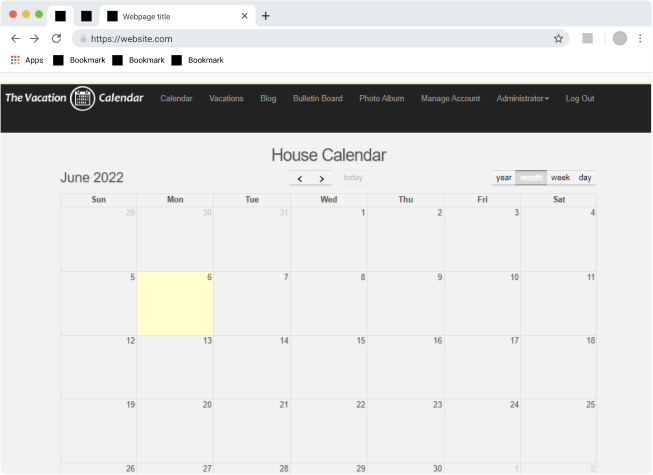 Webpage title
https://website.com
Apps Bookmark Bookmark Bookmark
The Vacation Calendar Calendar Vacations Blog Bulletin Board Photo Album Manage Account Administrator Log Out
House Calendar
June 2022 today year month week day
Sun Mon Tue Wed Thu Fri Sat
29 30 31 1 2 3 4
5 6 7 8 9 10 11
12 13 14 15 16 17 18
19 20 21 22 23 24 25
26 27 28 29 30 1 2